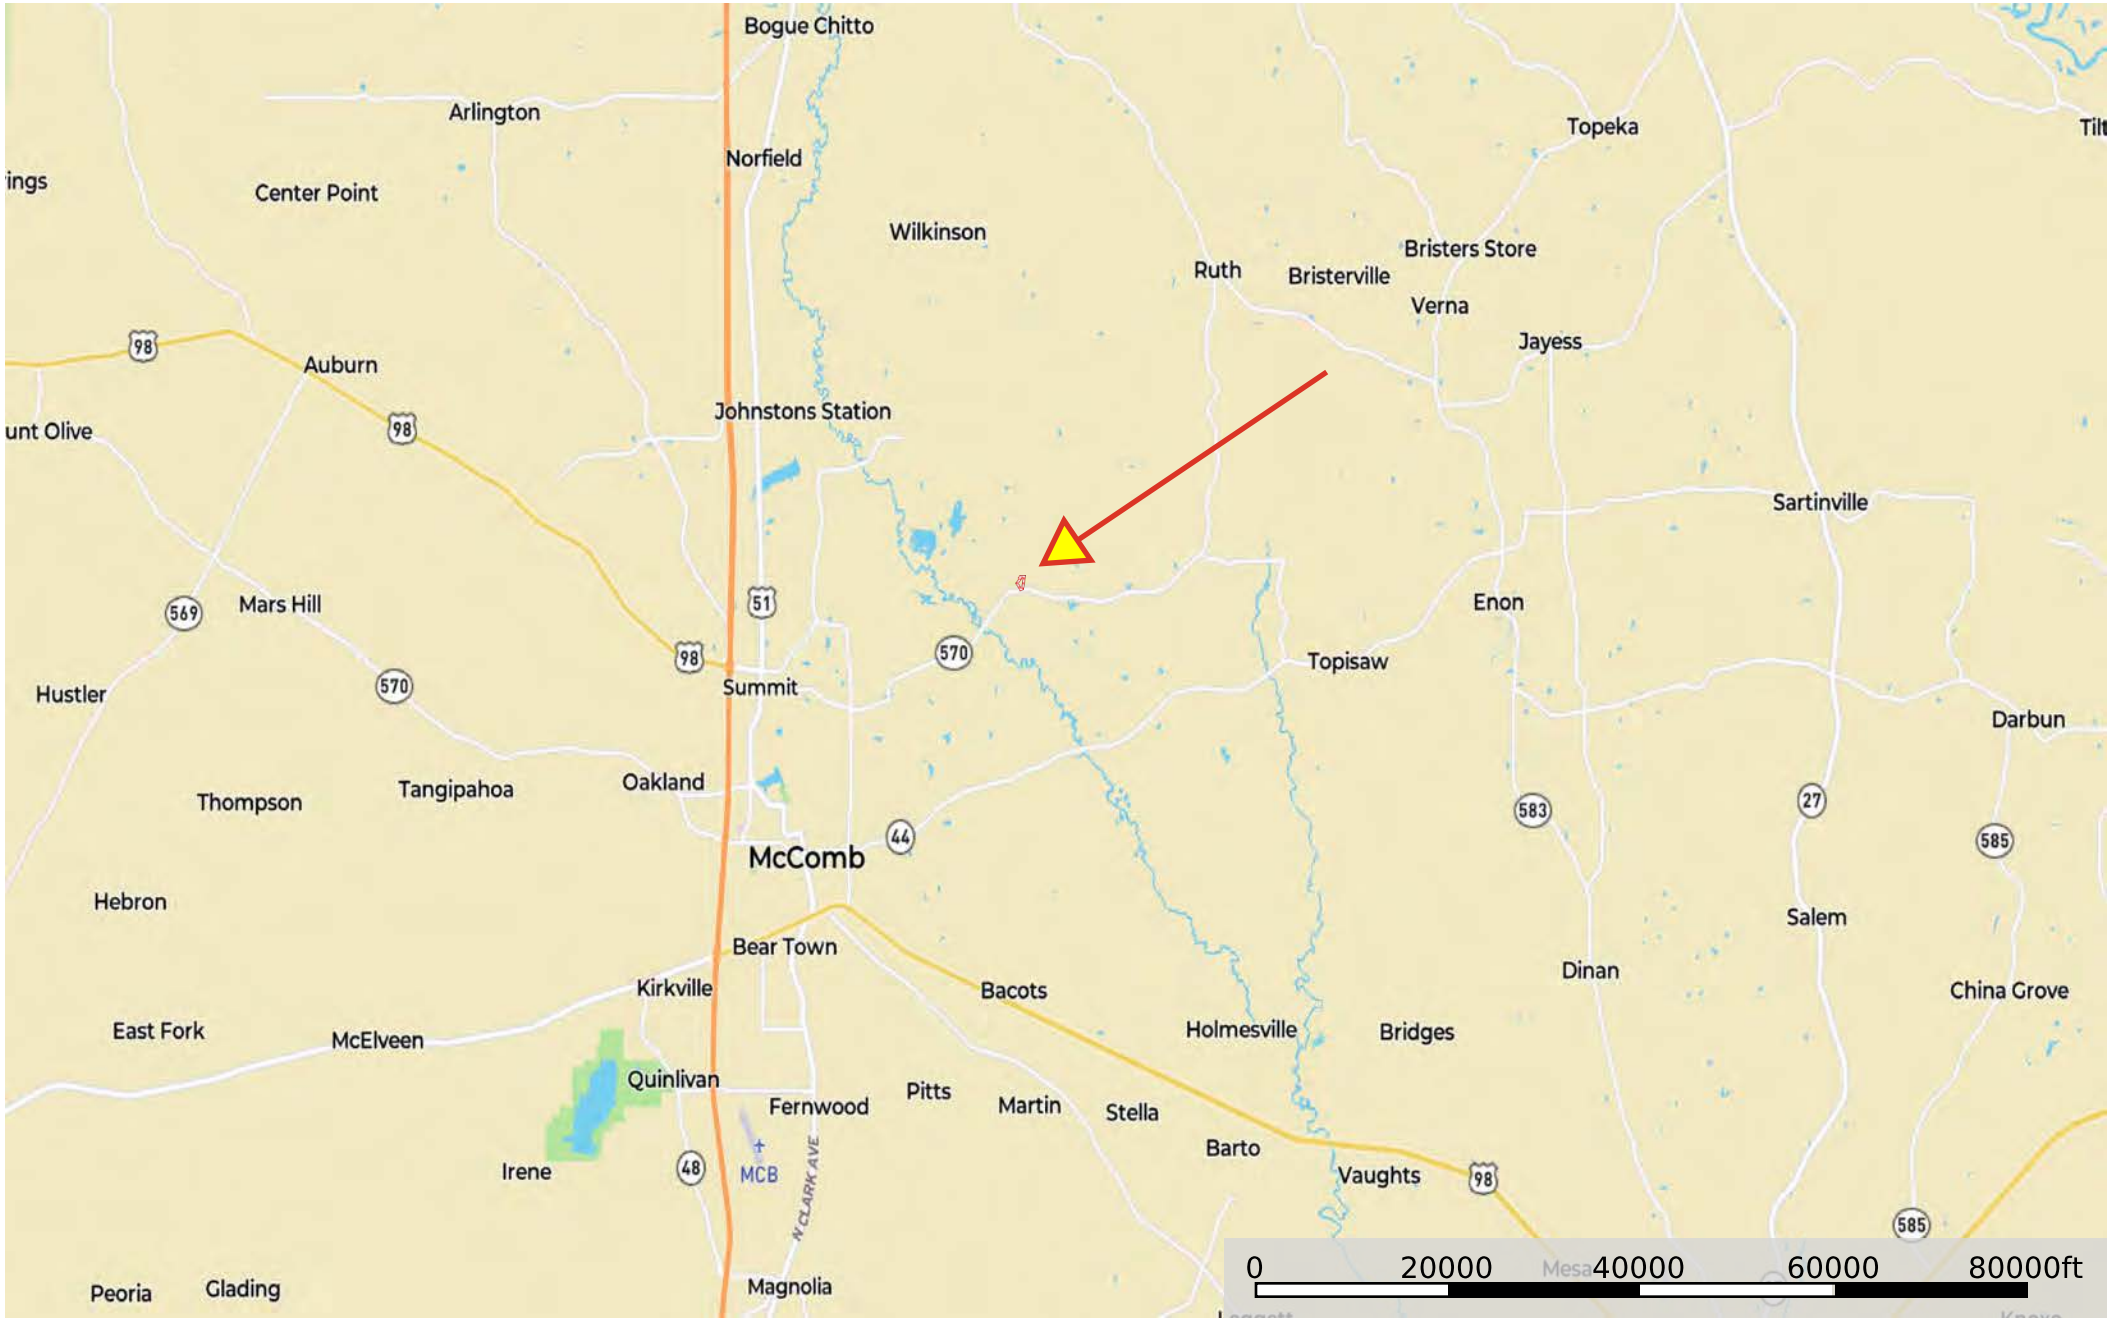 Bogue Chitto
Arlington
Topeka
Norfield
Center Point
Wilkinson
Bristers Store
Ruth
Bristerville
Verna
98
Jayess
Auburn
Johnstons Station
98
unt Olive
Sartinville
51
Enon
569
Mars Hill
570
98
Topisaw
Summit
570
Hustler
Darbun
Oakland
Tangipahoa
Thompson
27
583
44
585
McComb
Hebron
Salem
Bear Town
Dinan
Kirkville
Bacots
China Grove
East Fork
McElveen
Holmesville
Bridges
Quinlivan
Pitts
Fernwood
Martin
Stella
Barto
Irene
48
MCB
Vaughts
98
N CLARK AVE
585
0 20000 40000 60000 80000ft
Mesa
Magnolia
Glading
Peoria